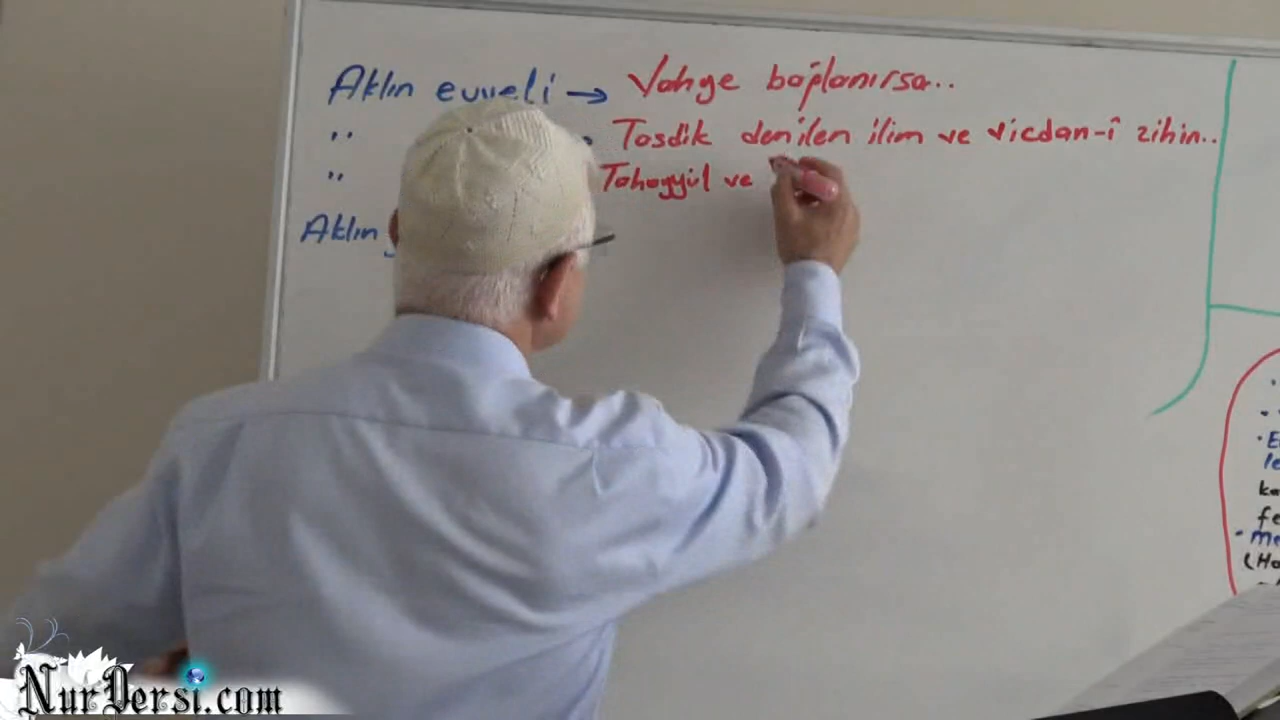 Aklın evveli → Vahye bağlanırsa..
,, Tasdik denilen ilim ve vicdan-î zihin..
,, Tahayyül ve
Aklın
NurDersi.com